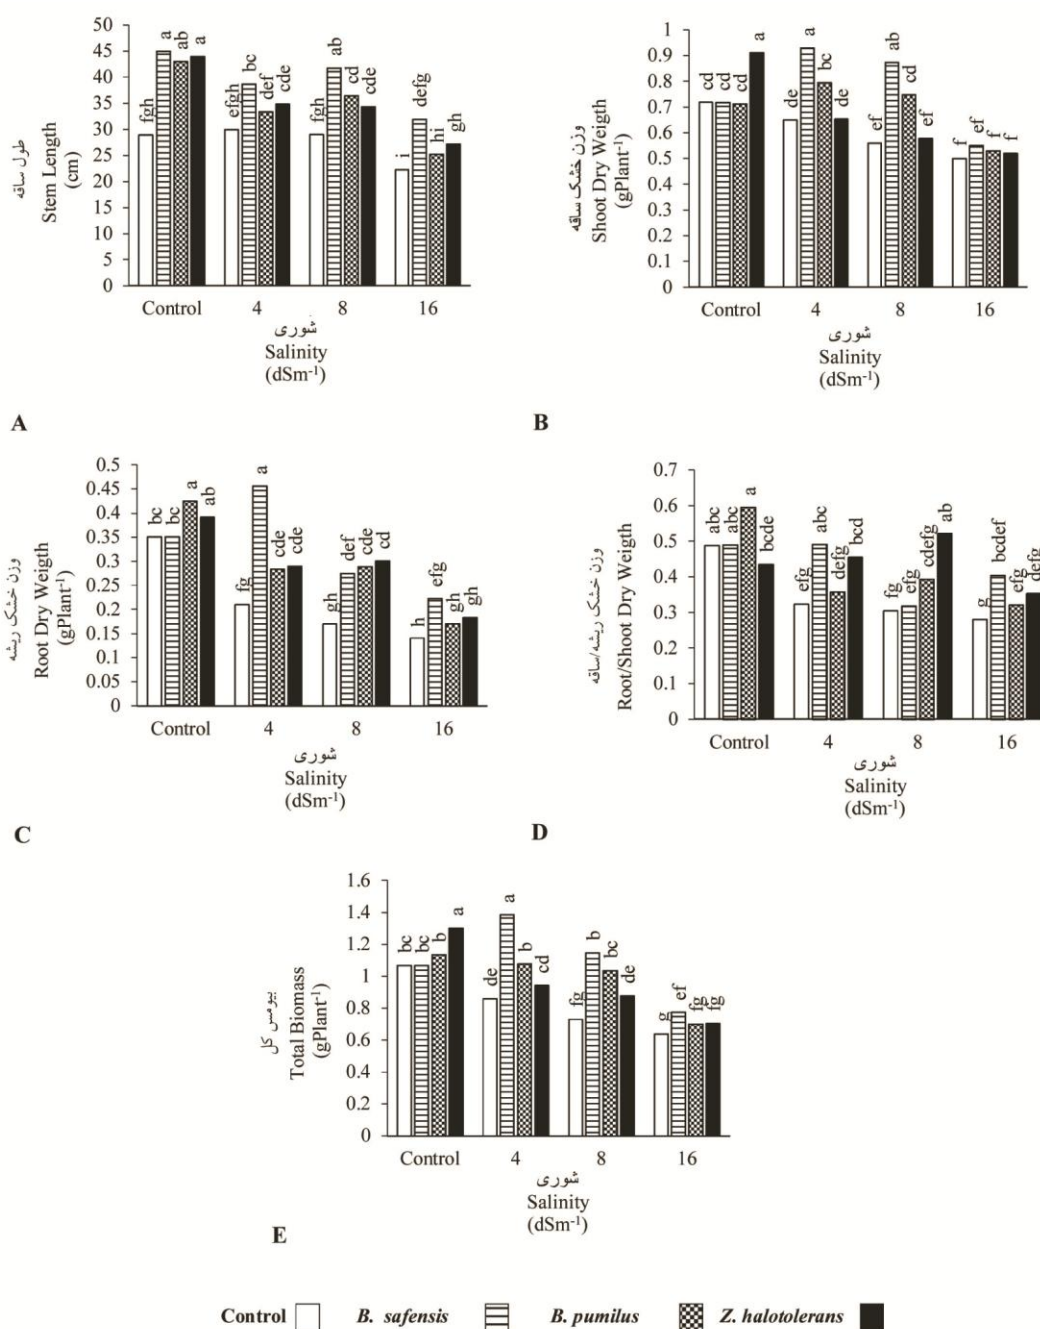 طول ساقه
Stem Length
(cm)
50
45
40
35
30
25
20
15
10
5
0
fgh a ab a
efgh bc def cde
fgh ab cd cde
i defg hi gh
Control 4 8 16
شوری
Salinity
(dSm⁻¹)
A
وزن خشک ساقه
Shoot Dry Weigth
(gPlant⁻¹)
1
0.9
0.8
0.7
0.6
0.5
0.4
0.3
0.2
0.1
0
cd cd cd a
de a bc de
ef ab cd ef
f ef f f
Control 4 8 16
شوری
Salinity
(dSm⁻¹)
B
وزن خشک ریشه
Root Dry Weigth
(gPlant⁻¹)
0.5
0.45
0.4
0.35
0.3
0.25
0.2
0.15
0.1
0.05
0
bc bc a ab
fg a cde cde
gh def cde cd
h efg gh gh
Control 4 8 16
شوری
Salinity
(dSm⁻¹)
C
وزن خشک ریشه/ساقه
Root/Shoot Dry Weigth
0.7
0.6
0.5
0.4
0.3
0.2
0.1
0
abc abc a bcde
efg abc defg bcd
fg efg cdefg ab
g bcdef efg defg
Control 4 8 16
شوری
Salinity
(dSm⁻¹)
D
بیومس کل
Total Biomass
(gPlant⁻¹)
1.6
1.4
1.2
1
0.8
0.6
0.4
0.2
0
bc bc b a
de a b cd
fg b bc de
g ef fg fg
Control 4 8 16
شوری
Salinity
(dSm⁻¹)
E
Control B. safensis B. pumilus Z. halotolerans